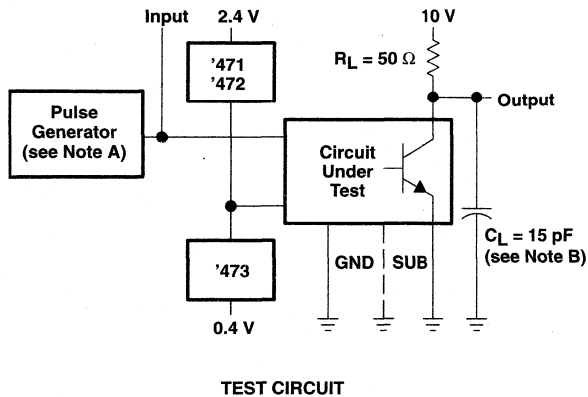 Input
2.4 V
10 V
'471
'472
RL = 50 Ω
Output
Pulse
Generator
(see Note A)
Circuit
Under
Test
CL = 15 pF
(see Note B)
'473
GND
SUB
0.4 V
TEST CIRCUIT